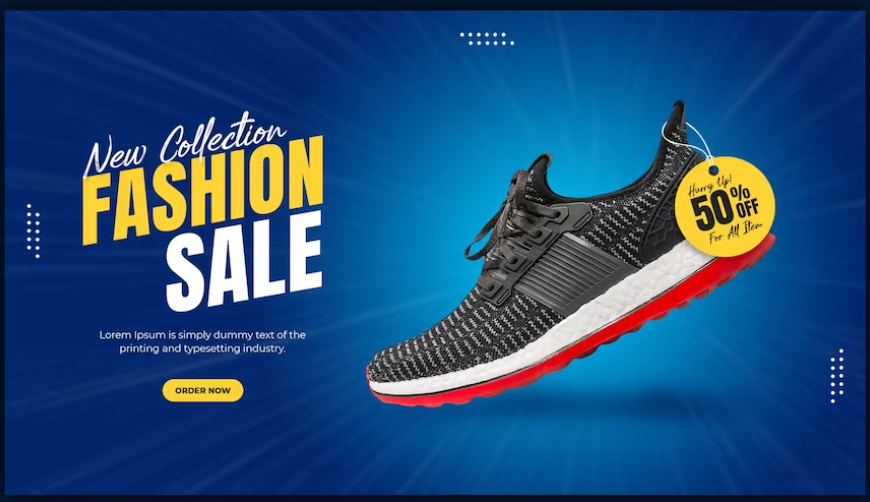 New Collection
FASHION
SALE
Lorem Ipsum is simply dummy text of the
printing and typesetting industry.
ORDER NOW
Hurry Up!
50% OFF
For All Item